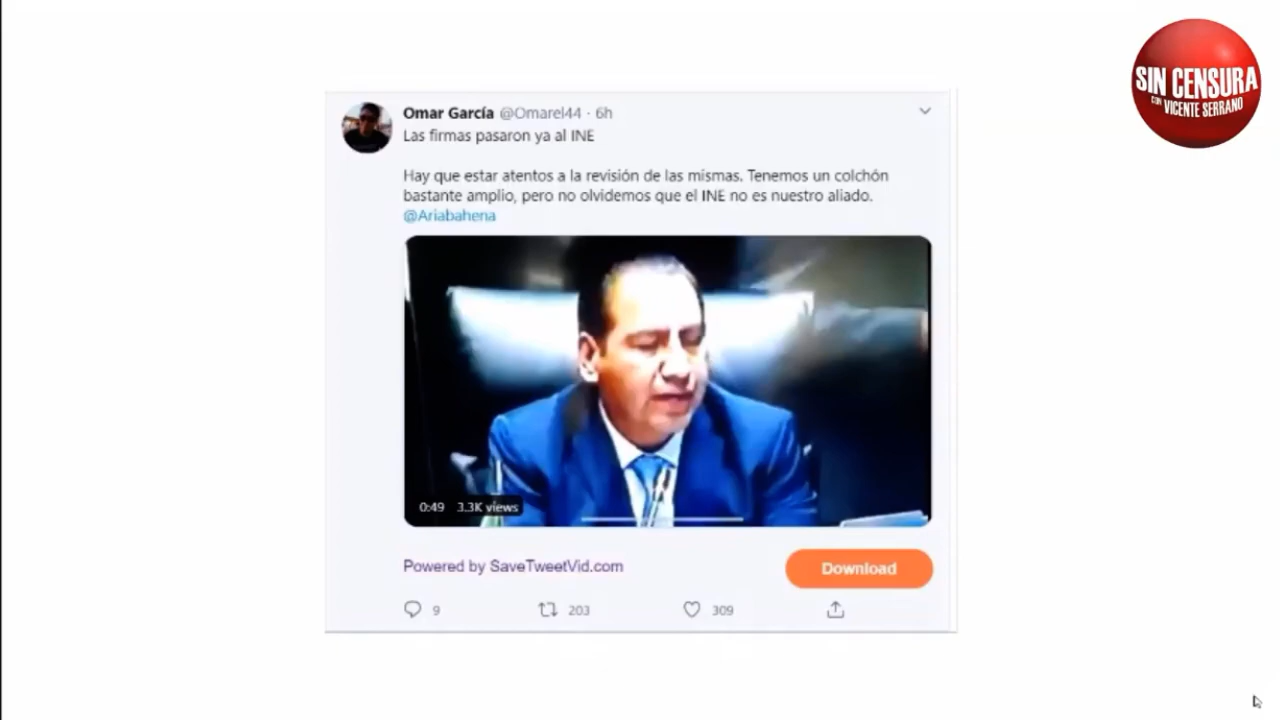 SIN CENSURA
CON VICENTE SERRANO
Omar García @Omarel44 · 6h
Las firmas pasaron ya al INE
Hay que estar atentos a la revisión de las mismas. Tenemos un colchón
bastante amplio, pero no olvidemos que el INE no es nuestro aliado.
@Ariabahena
0:49 3.3K views
Powered by SaveTweetVid.com
Download
9 203 309